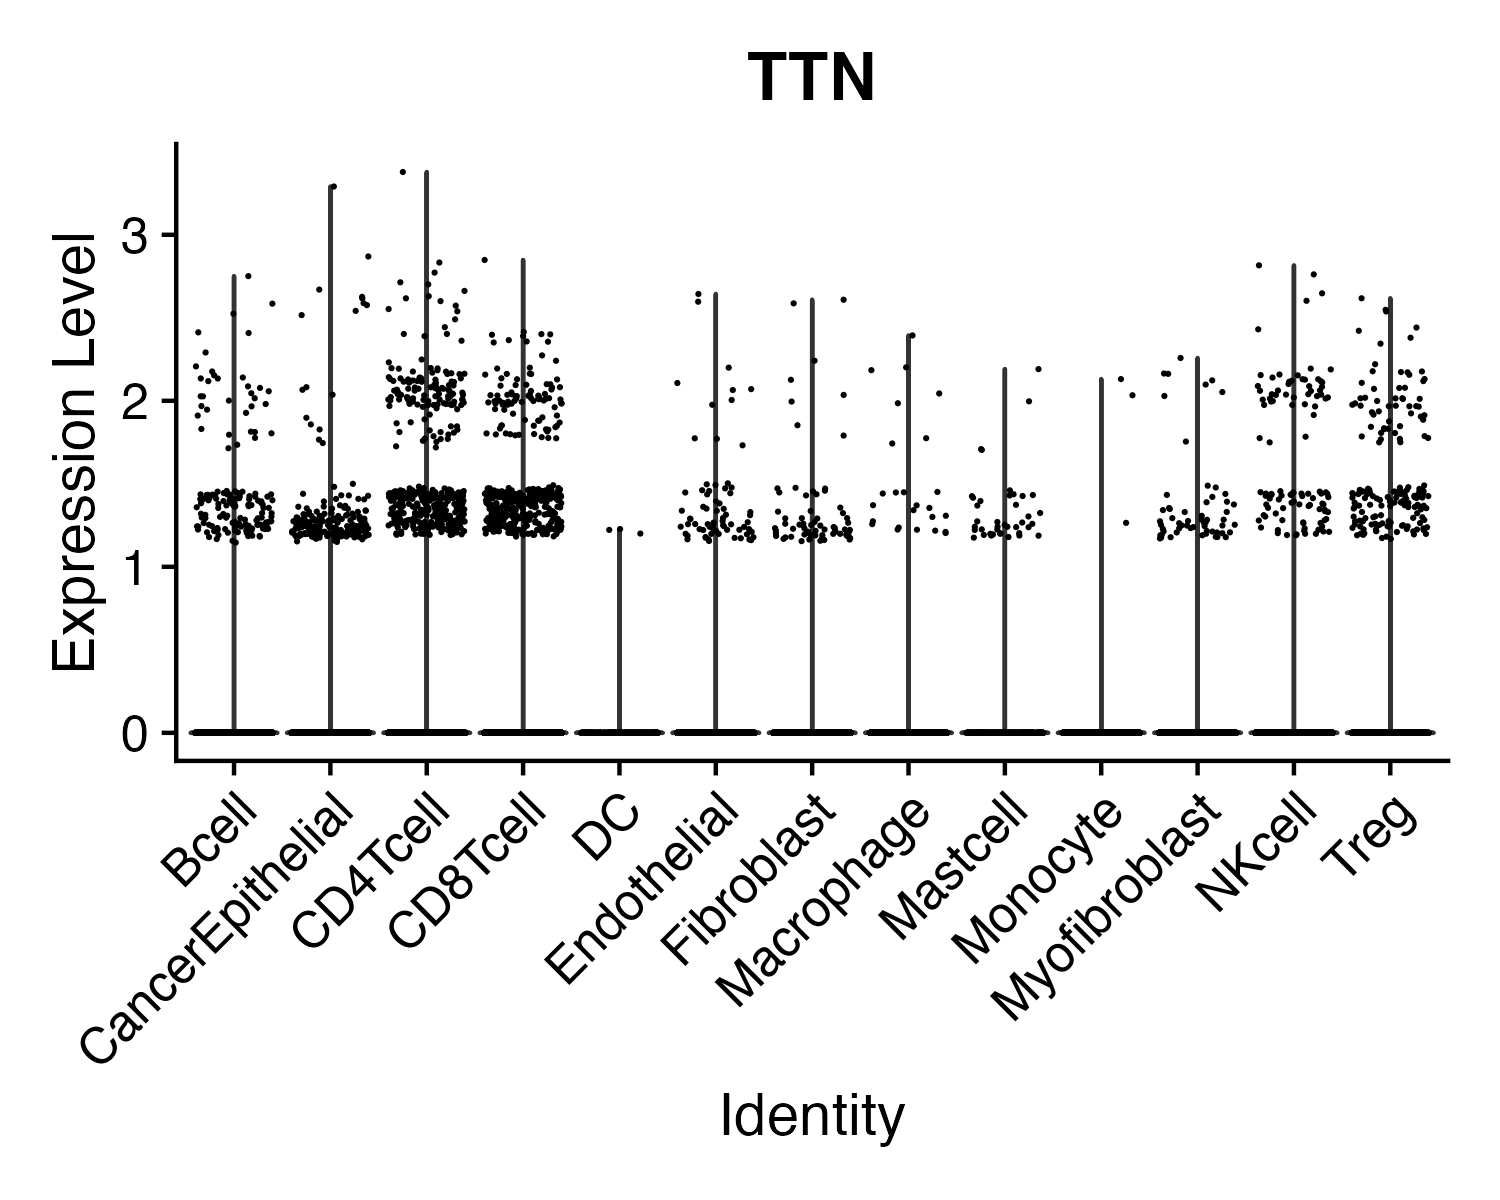 TTN
Expression Level
3
2
1
0
Bcell
CancerEpithelial
CD4Tcell
CD8Tcell
DC
Endothelial
Fibroblast
Macrophage
Mastcell
Monocyte
Myofibroblast
NKcell
Treg
Identity